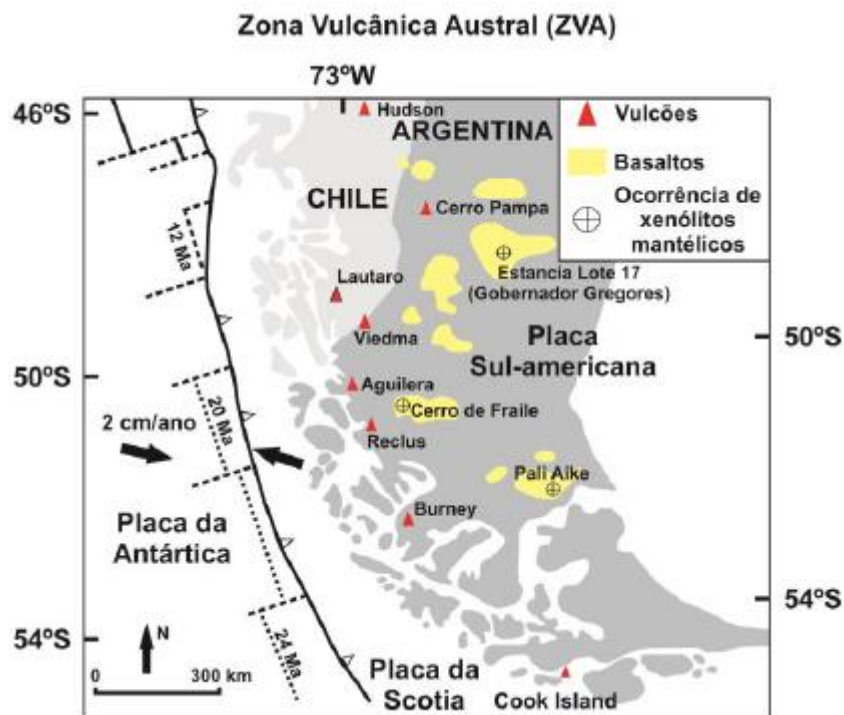 Zona Vulcânica Austral (ZVA)
73ºW
46ºS
Hudson
ARGENTINA
Vulcões
Basaltos
Ocorrência de
xenólitos
mantélicos
CHILE
Cerro Pampa
12 Ma
Estancia Lote 17
(Gobernador Gregores)
Lautaro
Viedma
Placa
Sul-americana
50ºS
50ºS
Aguilera
Cerro de Fraile
20 Ma
2 cm/ano
Reclus
Pali Aike
Placa da
Antártica
Burney
54ºS
54ºS
24 Ma
N
0
300 km
Placa da
Scotia
Cook Island